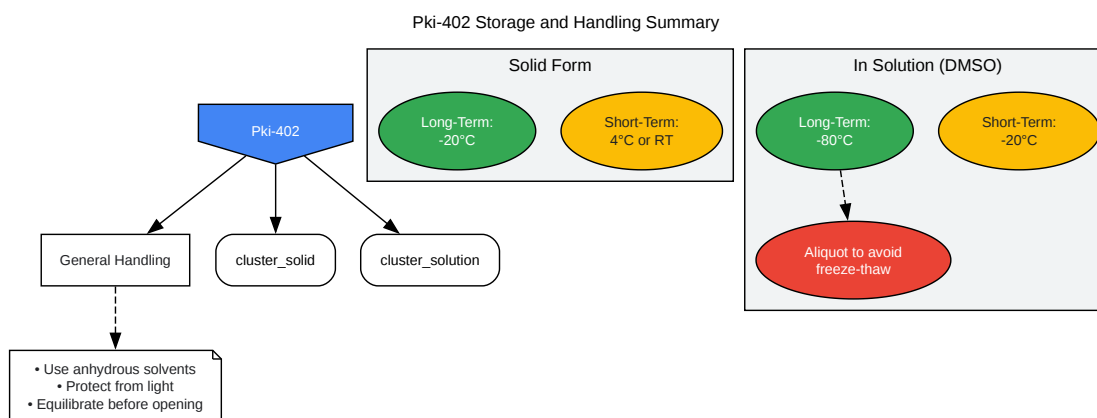 Pki-402 Storage and Handling Summary
Solid Form
In Solution (DMSO)
Pki-402
Long-Term:
-20°C
Short-Term:
4°C or RT
Long-Term:
-80°C
Short-Term:
-20°C
General Handling
cluster_solid
cluster_solution
Aliquot to avoid
freeze-thaw
• Use anhydrous solvents
• Protect from light
• Equilibrate before opening